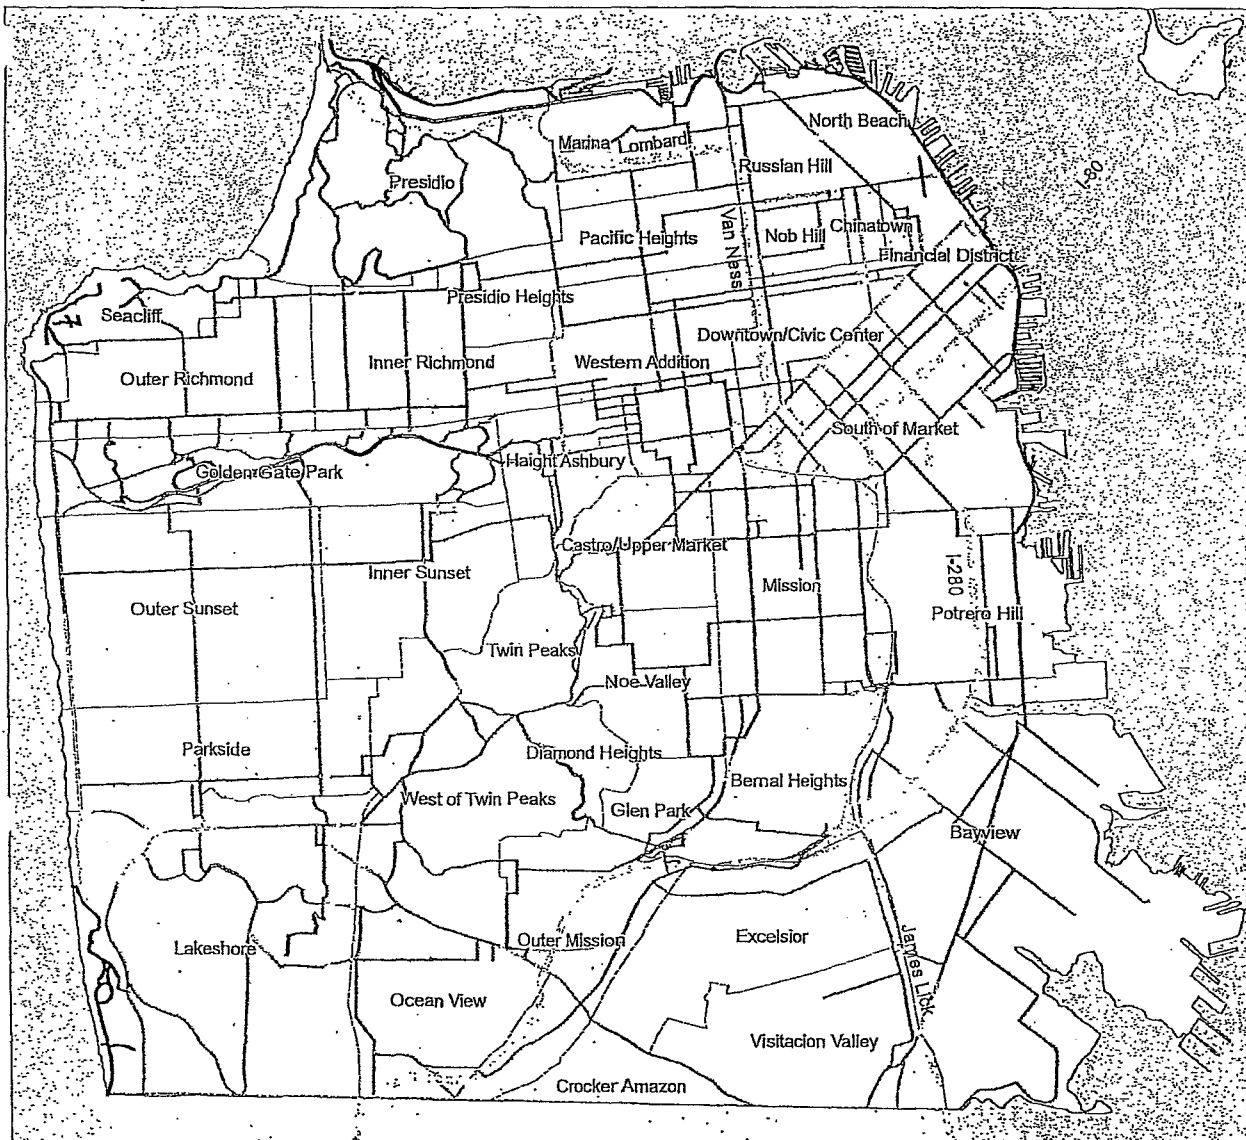 North Beach
Marina Lombard
Russian Hill
I-80
Presidio
Van Ness
Chinatown
Nob Hill
Pacific Heights
Financial District
Presidio Heights
Seacliff
Downtown/Civic Center
Inner Richmond
Western Addition
Outer Richmond
South of Market
Haight Ashbury
Golden Gate Park
Castro/Upper Market
Inner Sunset
I-280
Mission
Outer Sunset
Potrero Hill
Twin Peaks
Noe Valley
Parkside
Diamond Heights
Bernal Heights
West of Twin Peaks
Glen Park
Bayview
Outer Mission
Excelsior
Lakeshore
James Lick
Ocean View
Visitacion Valley
Crocker Amazon